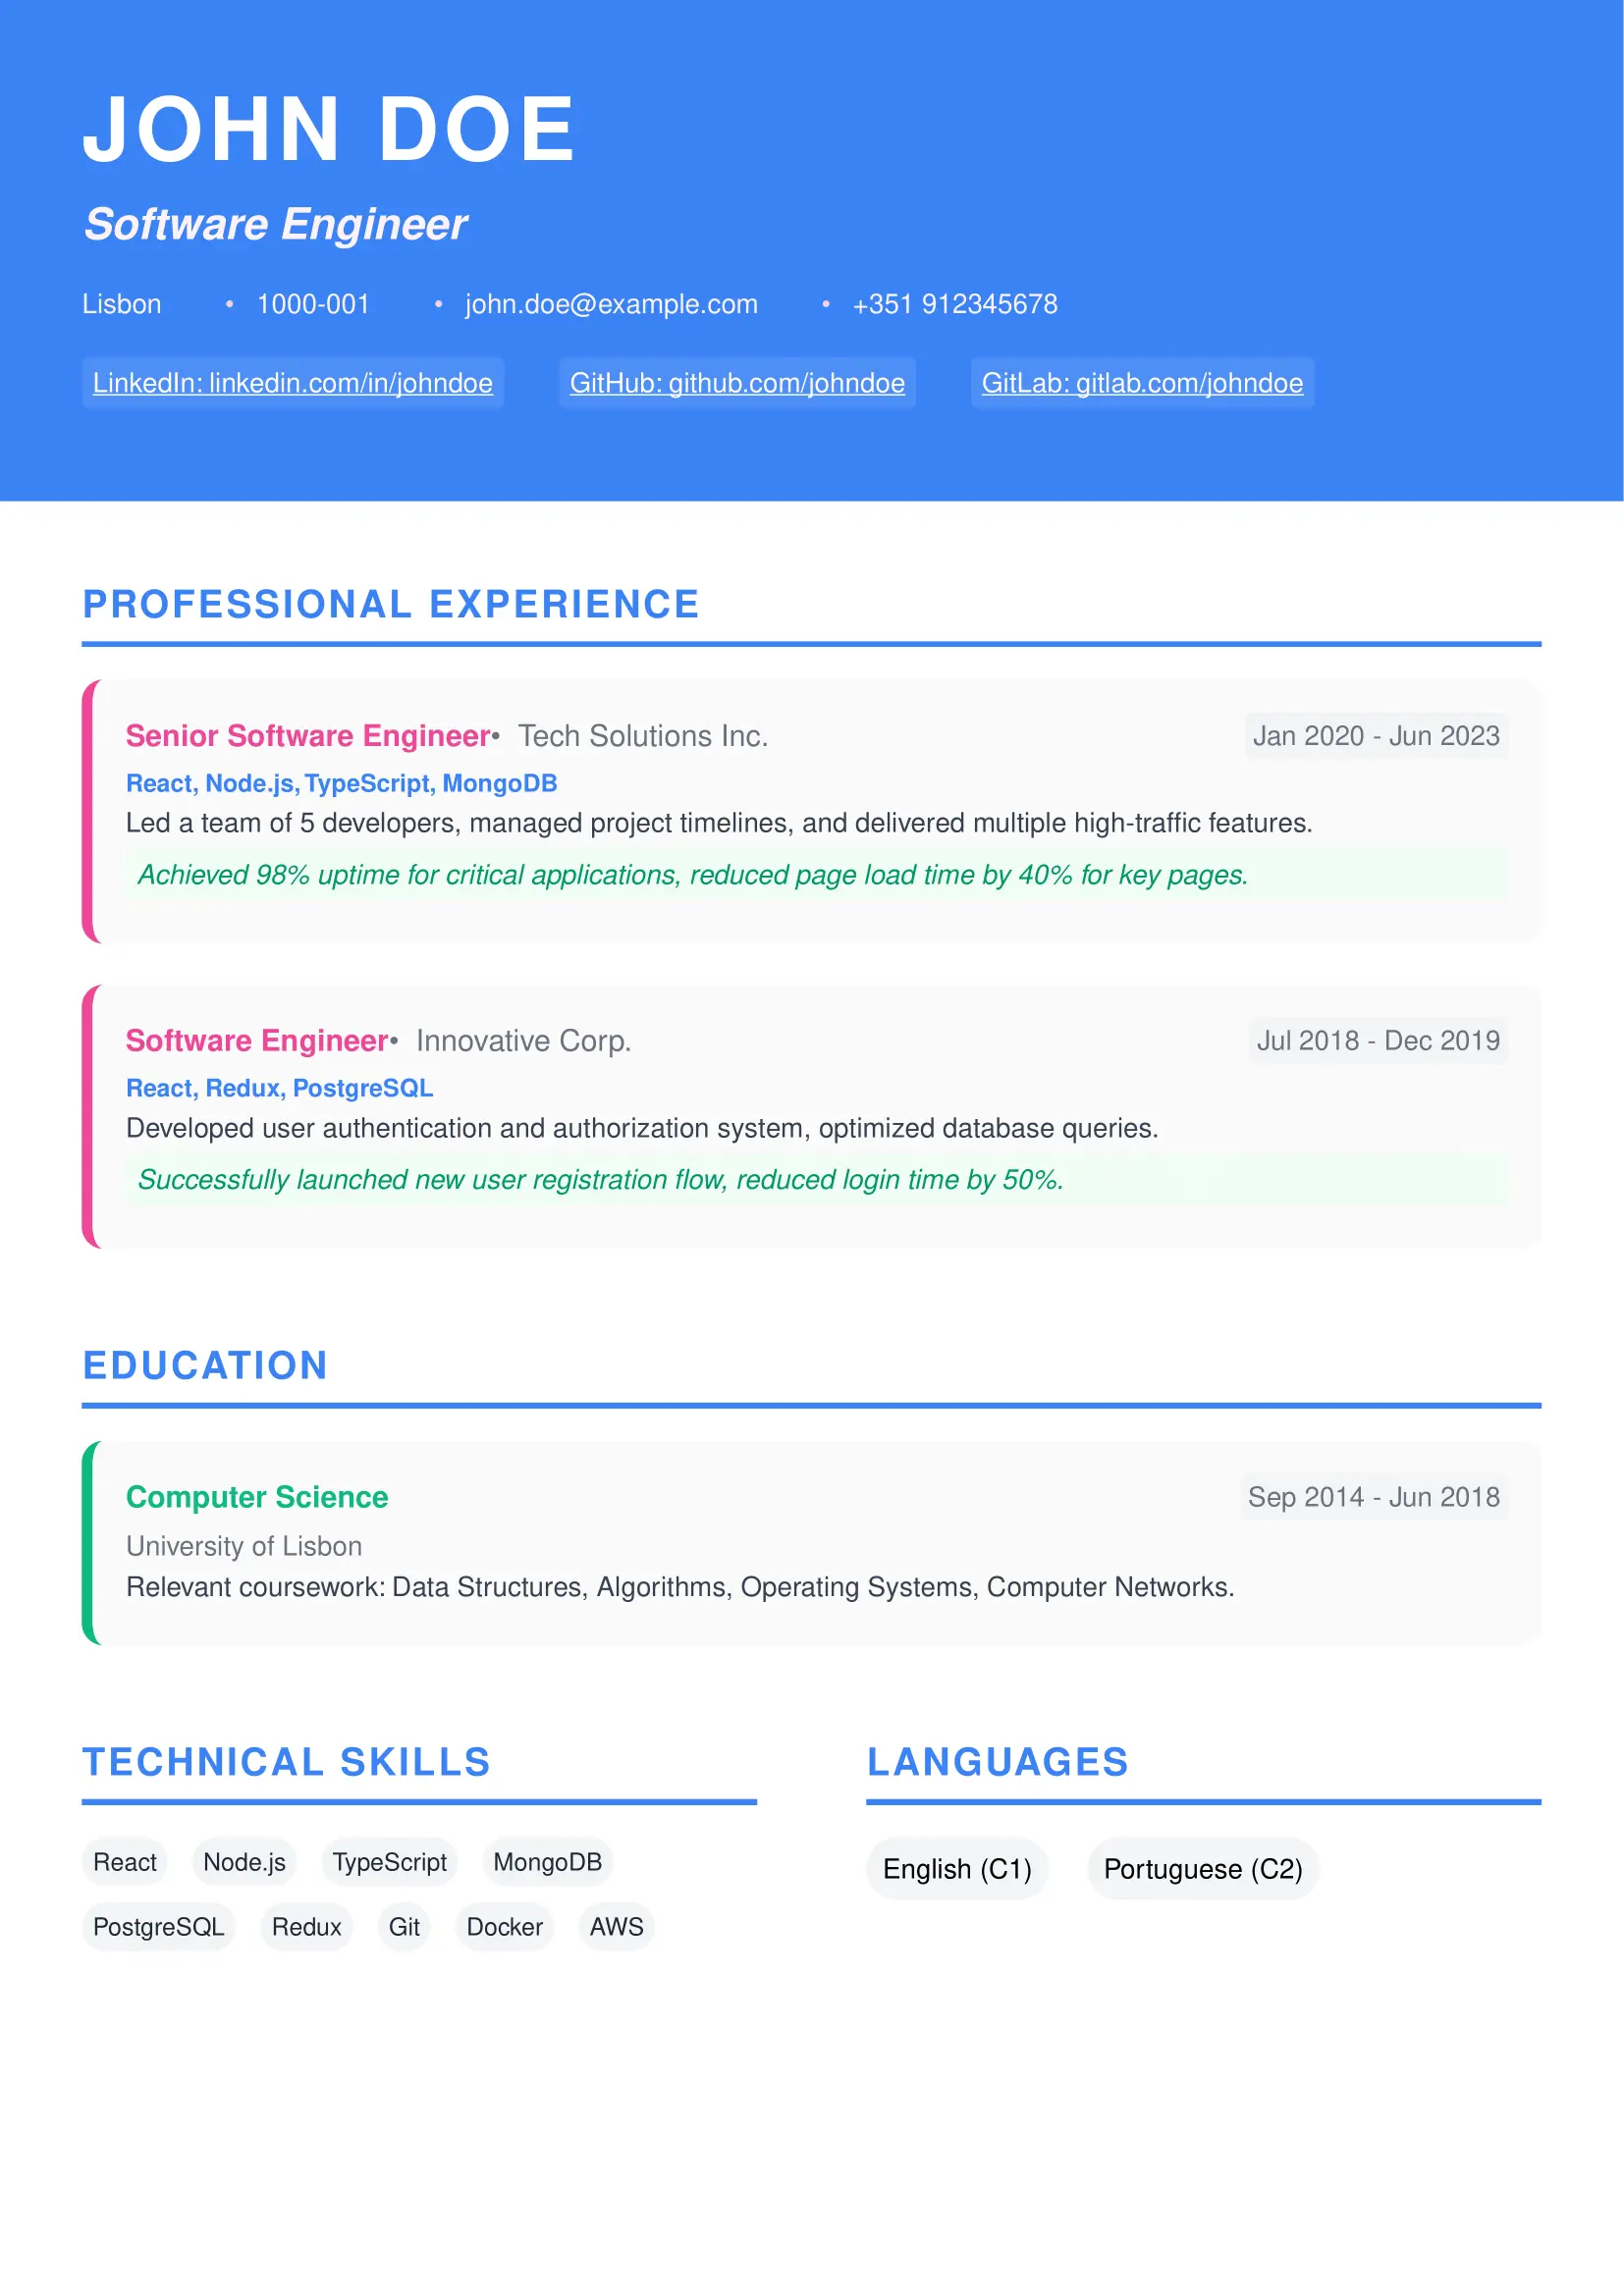 JOHN DOE
Software Engineer
Lisbon • 1000-001 • john.doe@example.com • +351 912345678
LinkedIn: linkedin.com/in/johndoe GitHub: github.com/johndoe GitLab: gitlab.com/johndoe
PROFESSIONAL EXPERIENCE
Senior Software Engineer• Tech Solutions Inc. Jan 2020 - Jun 2023
React, Node.js, TypeScript, MongoDB
Led a team of 5 developers, managed project timelines, and delivered multiple high-traffic features.
Achieved 98% uptime for critical applications, reduced page load time by 40% for key pages.
Software Engineer• Innovative Corp. Jul 2018 - Dec 2019
React, Redux, PostgreSQL
Developed user authentication and authorization system, optimized database queries.
Successfully launched new user registration flow, reduced login time by 50%.
EDUCATION
Computer Science Sep 2014 - Jun 2018
University of Lisbon
Relevant coursework: Data Structures, Algorithms, Operating Systems, Computer Networks.
TECHNICAL SKILLS
React Node.js TypeScript MongoDB
PostgreSQL Redux Git Docker AWS
LANGUAGES
English (C1) Portuguese (C2)